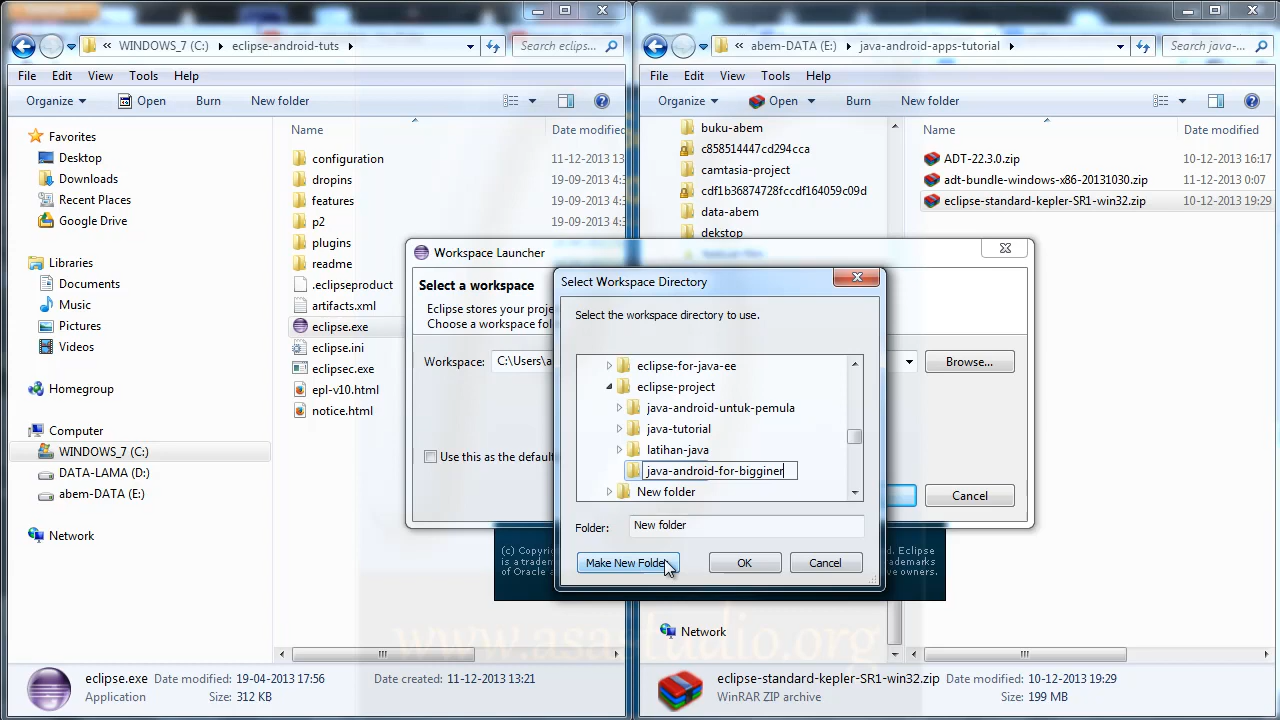 WINDOWS_7 (C:)
eclipse-android-tuts
Search eclips...
File Edit View Tools Help
Organize Open Burn New folder
Favorites
Desktop
Downloads
Recent Places
Google Drive
Libraries
Documents
Music
Pictures
Videos
Homegroup
Computer
WINDOWS_7 (C:)
DATA-LAMA (D:)
abem-DATA (E:)
Network
Name Date modified
configuration 11-12-2013 13
dropins 19-09-2013 4:3
features 19-09-2013 4:3
p2 19-09-2013 4:3
plugins
readme
.eclipseproduct
artifacts.xml
eclipse.exe
eclipse.ini
eclipsec.exe
epl-v10.html
notice.html
eclipse.exe Date modified: 19-04-2013 17:56 Date created: 11-12-2013 13:21
Application Size: 312 KB
abem-DATA (E:)
java-android-apps-tutorial
Search java-...
File Edit View Tools Help
Organize Open Burn New folder
buku-abem
c858514447cd294cca
camtasia-project
cdf1b36874728fccdf164059c09d
data-abem
dekstop
Network
Name Date modified
ADT-22.3.0.zip 10-12-2013 16:17
adt-bundle-windows-x86-20131030.zip 11-12-2013 0:07
eclipse-standard-kepler-SR1-win32.zip 10-12-2013 19:29
eclipse-standard-kepler-SR1-win32.zip Date modified: 10-12-2013 19:29
WinRAR ZIP archive Size: 199 MB
Workspace Launcher
Select a workspace
Eclipse stores your proje
Choose a workspace fol
Workspace: C:\Users\a
Browse...
Use this as the default
Cancel
Select Workspace Directory
Select the workspace directory to use.
eclipse-for-java-ee
eclipse-project
java-android-untuk-pemula
java-tutorial
latihan-java
java-android-for-bigginer
New folder
Folder: New folder
Make New Folder OK Cancel
(c) Copyrig
is a tradem
of Oracle a
d. Eclipse
demarks
ve owners.